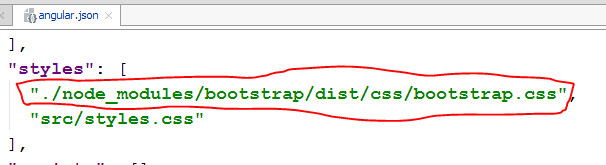 angular.json
],
"styles": [
"./node_modules/bootstrap/dist/css/bootstrap.css",
"src/styles.css"
],